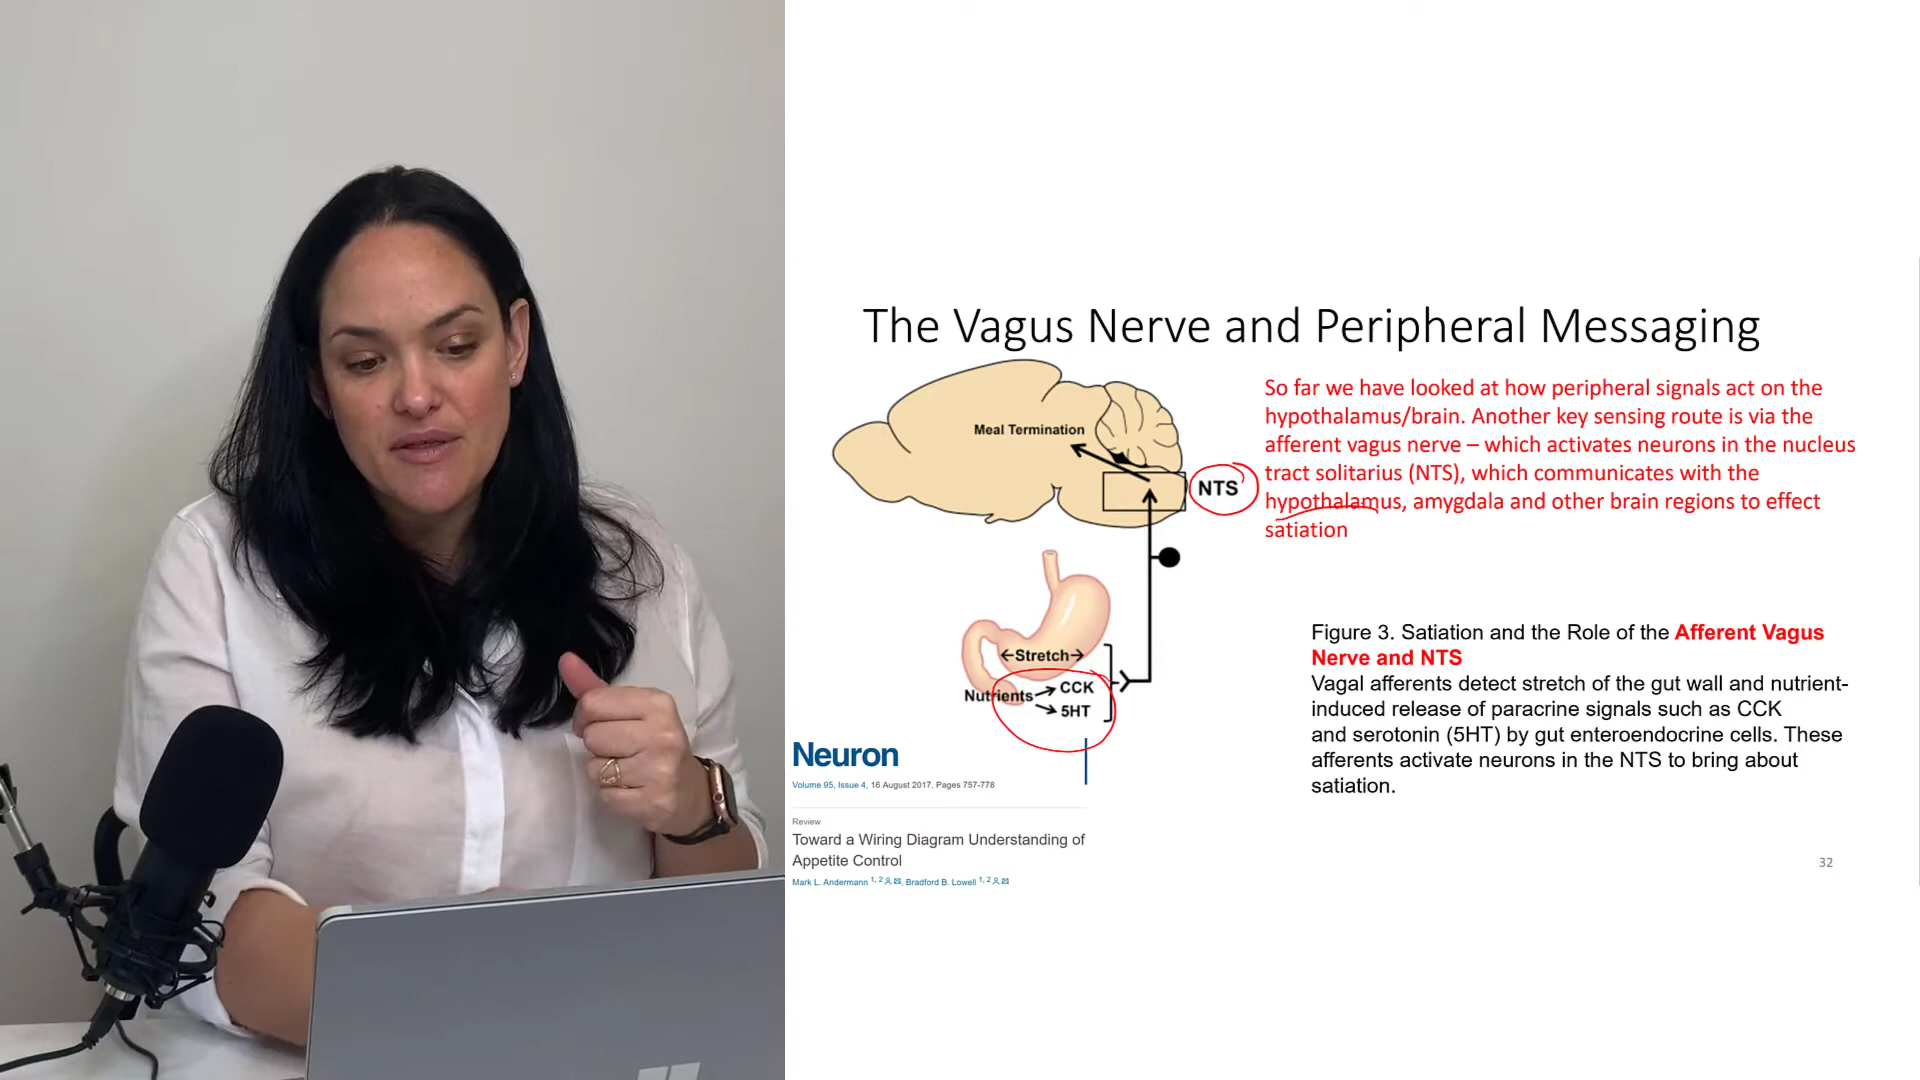 The Vagus Nerve and Peripheral Messaging
So far we have looked at how peripheral signals act on the
hypothalamus/brain. Another key sensing route is via the
afferent vagus nerve – which activates neurons in the nucleus
tract solitarius (NTS), which communicates with the
hypothalamus, amygdala and other brain regions to effect
satiation
Meal Termination
NTS
Stretch
Nutrients
CCK
5HT
Figure 3. Satiation and the Role of the Afferent Vagus
Nerve and NTS
Vagal afferents detect stretch of the gut wall and nutrient-
induced release of paracrine signals such as CCK
and serotonin (5HT) by gut enteroendocrine cells. These
afferents activate neurons in the NTS to bring about
satiation.
Neuron
Volume 95, Issue 4, 16 August 2017, Pages 757-778
Review
Toward a Wiring Diagram Understanding of
Appetite Control
Mark L. Andermann 1, 2, Bradford B. Lowell 1, 2
32